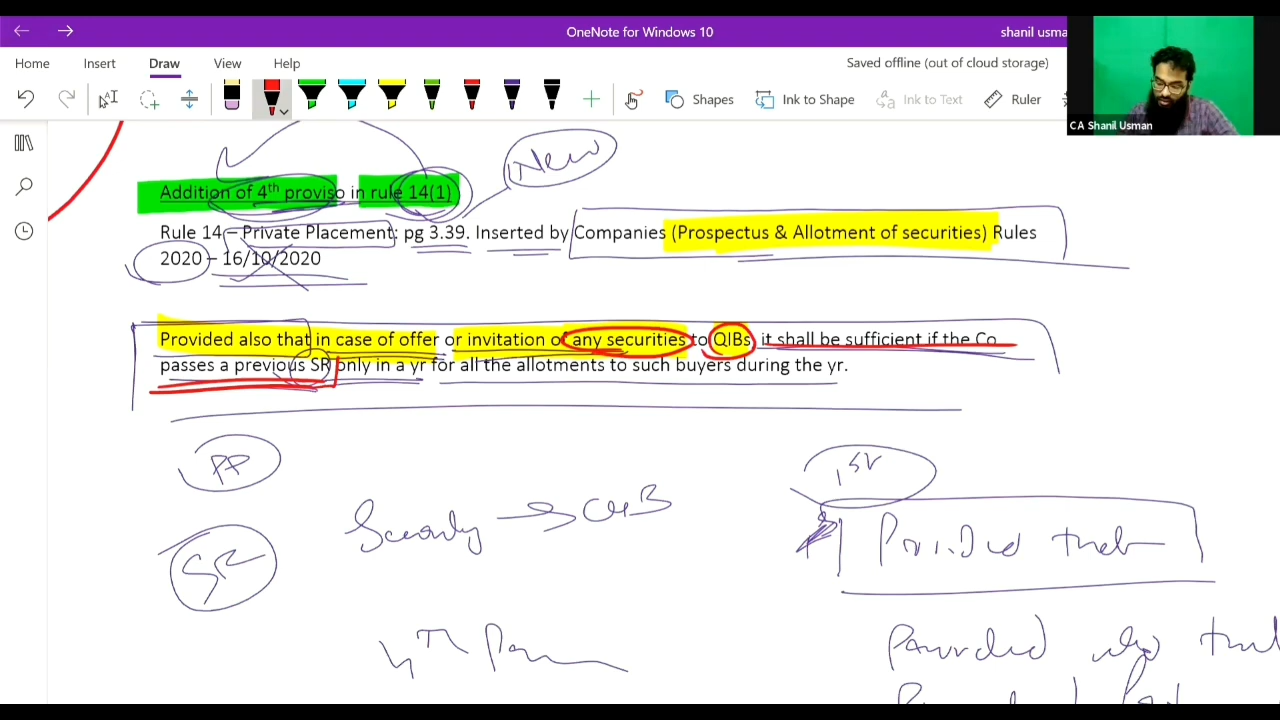 OneNote for Windows 10
shanil usma
Home Insert Draw View Help
Saved offline (out of cloud storage)
Shapes Ink to Shape Ink to Text Ruler
CA Shanil Usman
New
Addition of 4th proviso in rule 14(1)
Rule 14 – Private Placement: pg 3.39. Inserted by Companies (Prospectus & Allotment of securities) Rules
2020 – 16/10/2020
Provided also that in case of offer or invitation of any securities to QIBs, it shall be sufficient if the Co
passes a previous SR only in a yr for all the allotments to such buyers during the yr.
PP
1st
Security → QIB
Provided that
SR
4th
Provided also that
Provided